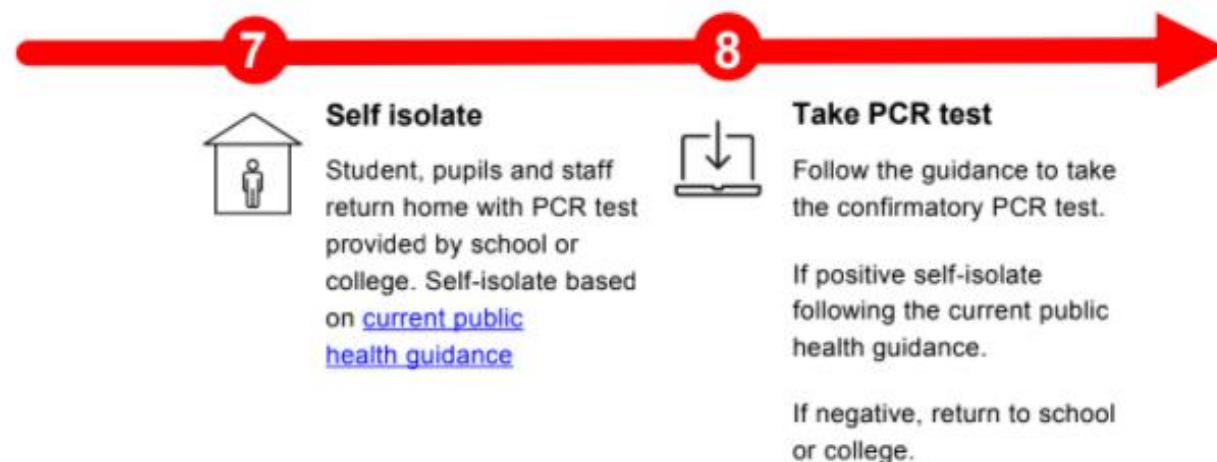 7
8
Self isolate
Student, pupils and staff
return home with PCR test
provided by school or
college. Self-isolate based
on current public
health guidance
Take PCR test
Follow the guidance to take
the confirmatory PCR test.
If positive self-isolate
following the current public
health guidance.
If negative, return to school
or college.